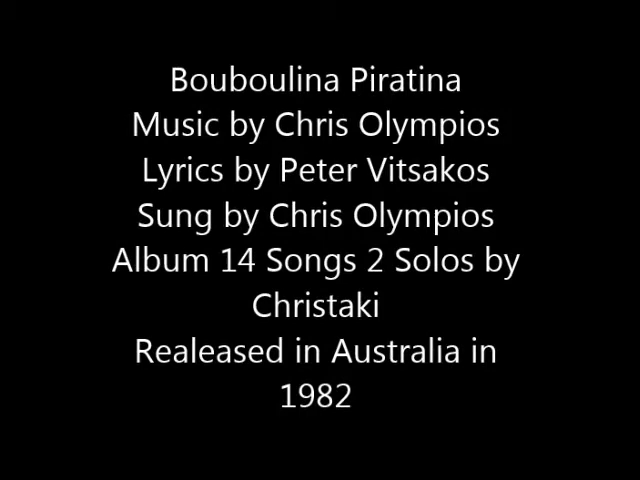 Bouboulina Piratina
Music by Chris Olympios
Lyrics by Peter Vitsakos
Sung by Chris Olympios
Album 14 Songs 2 Solos by
Christaki
Realeased in Australia in
1982